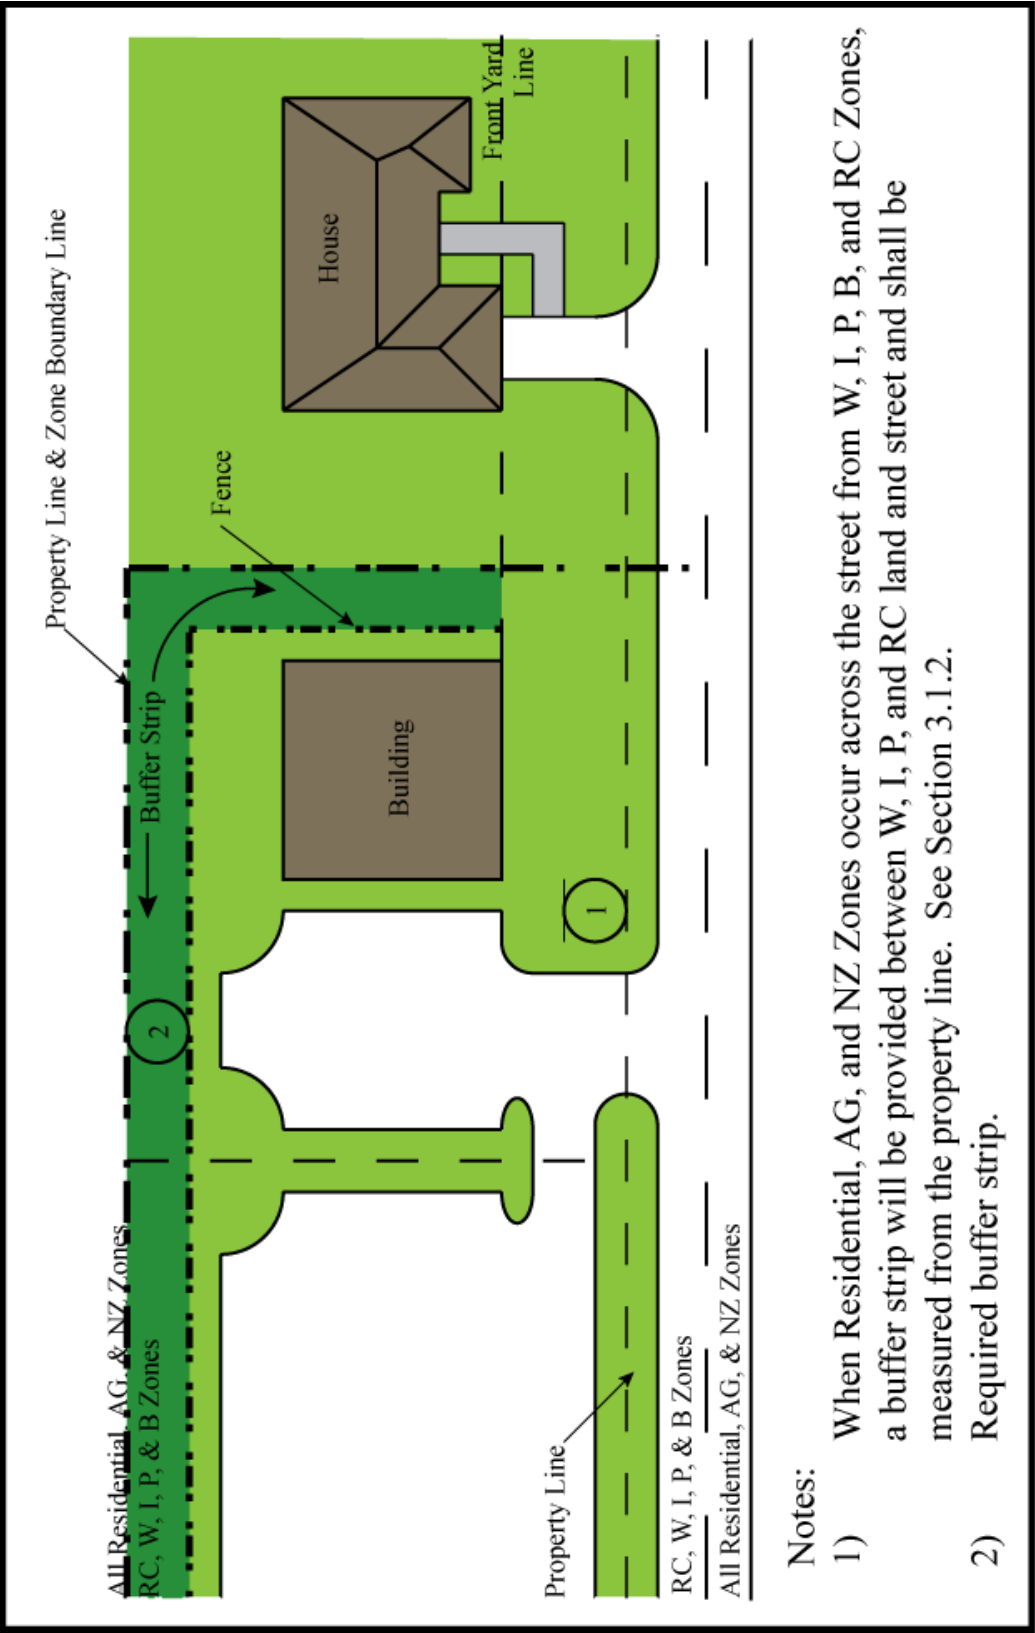 Property Line & Zone Boundary Line
All Residential, AG, & NZ Zones
RC, W, I, P, & B Zones
Buffer Strip
2
Fence
House
Building
Front Yard
Line
1
Property Line
RC, W, I, P, & B Zones
All Residential, AG, & NZ Zones
Notes:
1) When Residential, AG, and NZ Zones occur across the street from W, I, P, B, and RC Zones,
a buffer strip will be provided between W, I, P, and RC land and street and shall be
measured from the property line. See Section 3.1.2.
2) Required buffer strip.